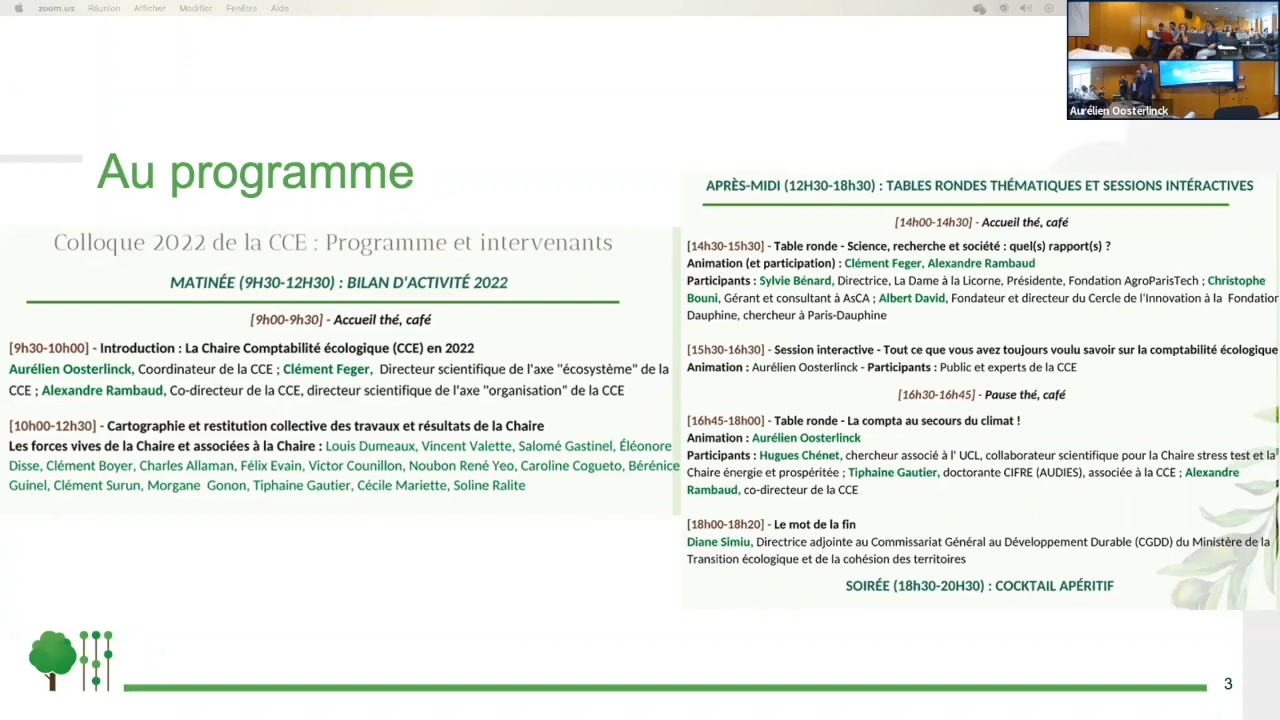 zoom.us Réunion Afficher Modifier Fenêtre Aide
Aurélien Oosterlinck
Au programme
Colloque 2022 de la CCE : Programme et intervenants
MATINÉE (9H30-12H30) : BILAN D'ACTIVITÉ 2022
[9h00-9h30] - Accueil thé, café
[9h30-10h00] - Introduction : La Chaire Comptabilité écologique (CCE) en 2022
Aurélien Oosterlinck, Coordinateur de la CCE ; Clément Feger, Directeur scientifique de l'axe "écosystème" de la
CCE ; Alexandre Rambaud, Co-directeur de la CCE, directeur scientifique de l'axe "organisation" de la CCE
[10h00-12h30] - Cartographie et restitution collective des travaux et résultats de la Chaire
Les forces vives de la Chaire et associées à la Chaire : Louis Dumeaux, Vincent Valette, Salomé Gastinel, Éléonore
Disse, Clément Boyer, Charles Allaman, Félix Evain, Victor Counillon, Noubon René Yeo, Caroline Cogueto, Bérénice
Guinel, Clément Surun, Morgane Gonon, Tiphaine Gautier, Cécile Mariette, Soline Ralite
APRÈS-MIDI (12H30-18h30) : TABLES RONDES THÉMATIQUES ET SESSIONS INTÉRACTIVES
[14h00-14h30] - Accueil thé, café
[14h30-15h30] - Table ronde - Science, recherche et société : quel(s) rapport(s) ?
Animation (et participation) : Clément Feger, Alexandre Rambaud
Participants : Sylvie Bénard, Directrice, La Dame à la Licorne, Présidente, Fondation AgroParisTech ; Christophe
Bouni, Gérant et consultant à AsCA ; Albert David, Fondateur et directeur du Cercle de l'Innovation à la Fondation
Dauphine, chercheur à Paris-Dauphine
[15h30-16h30] - Session interactive - Tout ce que vous avez toujours voulu savoir sur la comptabilité écologique
Animation : Aurélien Oosterlinck - Participants : Public et experts de la CCE
[16h30-16h45] - Pause thé, café
[16h45-18h00] - Table ronde - La compta au secours du climat !
Animation : Aurélien Oosterlinck
Participants : Hugues Chénet, chercheur associé à l' UCL, collaborateur scientifique pour la Chaire stress test et la
Chaire énergie et prospéritée ; Tiphaine Gautier, doctorante CIFRE (AUDIES), associée à la CCE ; Alexandre
Rambaud, co-directeur de la CCE
[18h00-18h20] - Le mot de la fin
Diane Simiu, Directrice adjointe au Commissariat Général au Développement Durable (CGDD) du Ministère de la
Transition écologique et de la cohésion des territoires
SOIRÉE (18h30-20H30) : COCKTAIL APÉRITIF
3